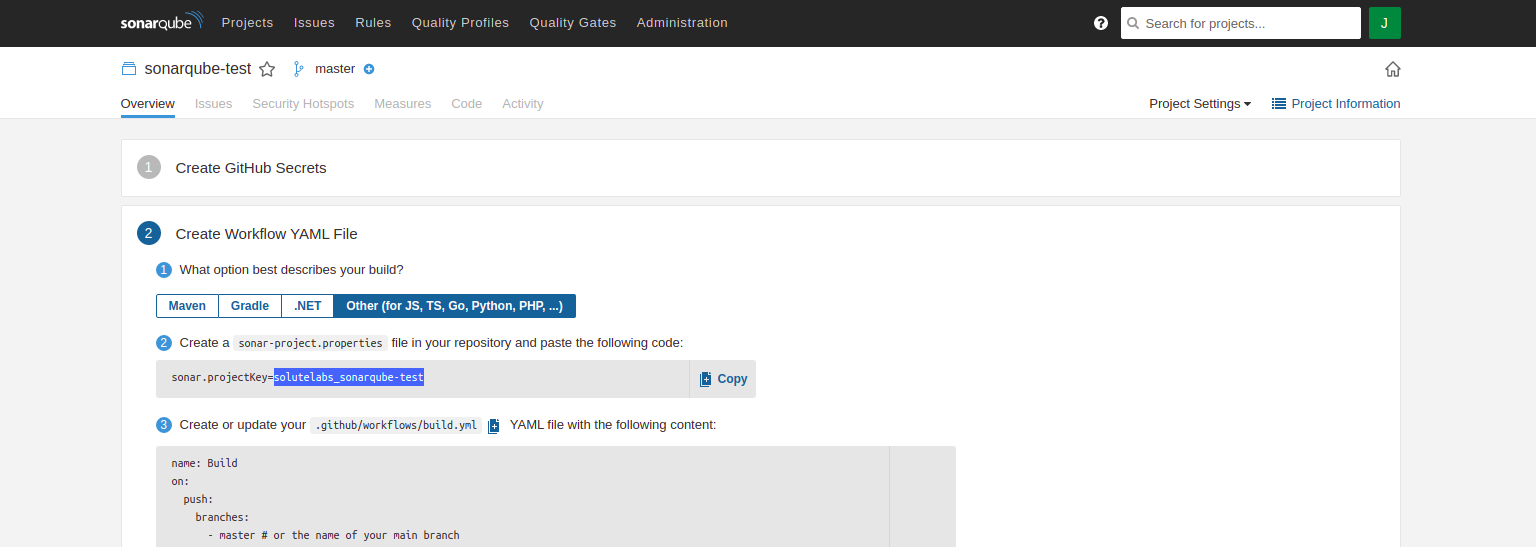 sonarqube Projects Issues Rules Quality Profiles Quality Gates Administration ? Search for projects... J
sonarqube-test master
Overview Issues Security Hotspots Measures Code Activity Project Settings Project Information
1 Create GitHub Secrets
2 Create Workflow YAML File
1 What option best describes your build?
Maven Gradle .NET Other (for JS, TS, Go, Python, PHP, ...)
2 Create a sonar-project.properties file in your repository and paste the following code:
sonar.projectKey=solutelabs_sonarqube-test Copy
3 Create or update your .github/workflows/build.yml YAML file with the following content:
name: Build
on:
  push:
    branches:
      - master # or the name of your main branch